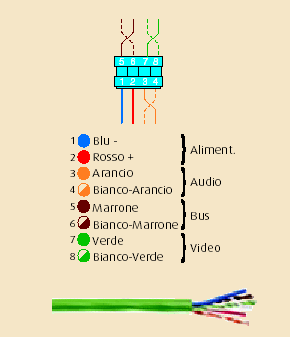 5 6 7 8
1 2 3 4
1 Blu -
2 Rosso +
Aliment.
3 Arancio
4 Bianco-Arancio
Audio
5 Marrone
6 Bianco-Marrone
Bus
7 Verde
8 Bianco-Verde
Video